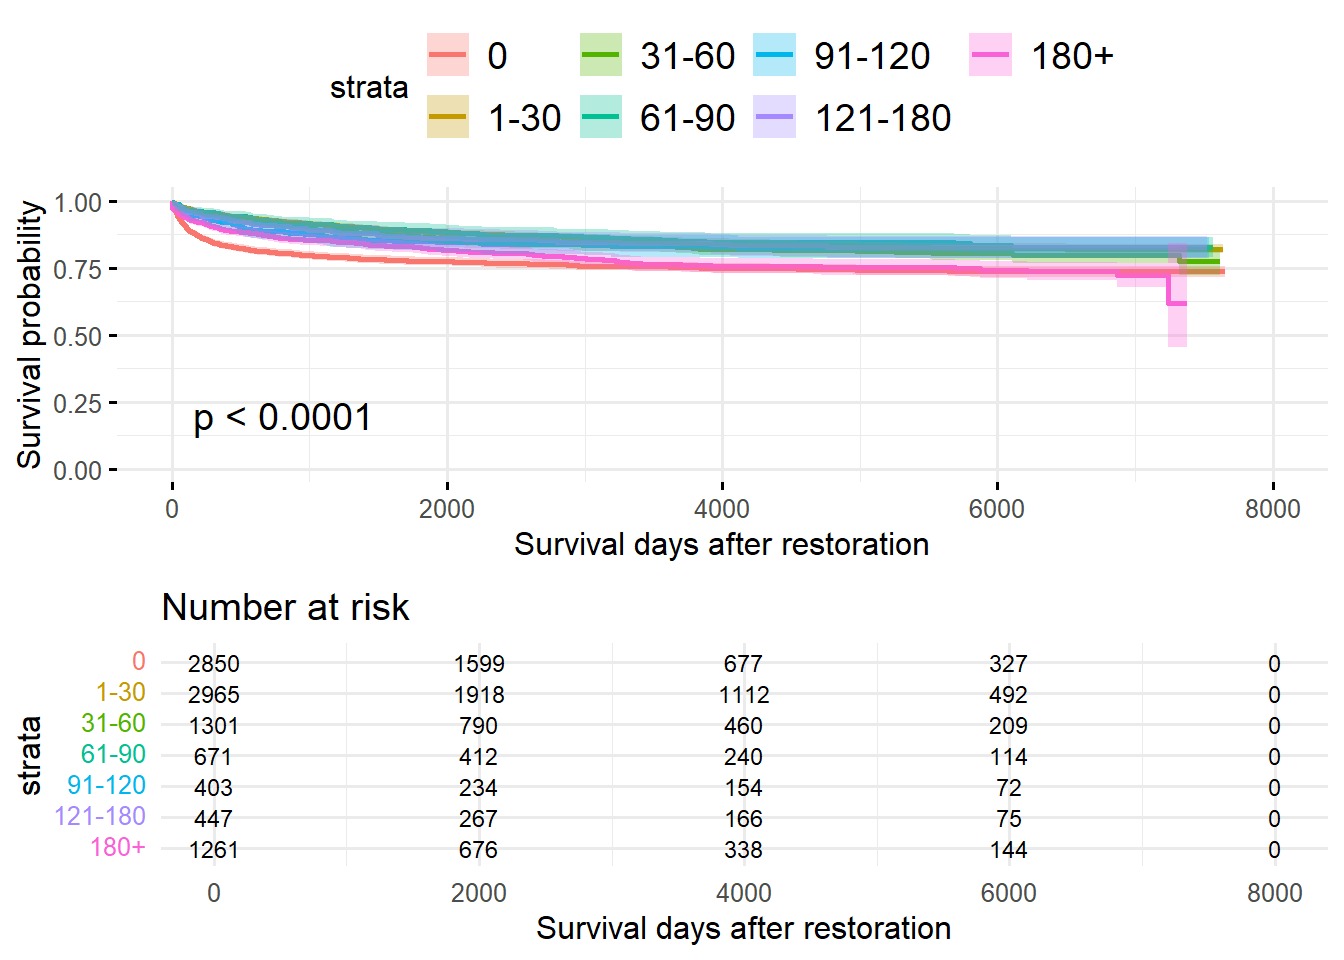 strata
0
31-60
91-120
180+
1-30
61-90
121-180
Survival probability
1.00
0.75
0.50
0.25
0.00
p < 0.0001
0 2000 4000 6000 8000
Survival days after restoration
Number at risk
strata
0 2850 1599 677 327 0
1-30 2965 1918 1112 492 0
31-60 1301 790 460 209 0
61-90 671 412 240 114 0
91-120 403 234 154 72 0
121-180 447 267 166 75 0
180+ 1261 676 338 144 0
0 2000 4000 6000 8000
Survival days after restoration